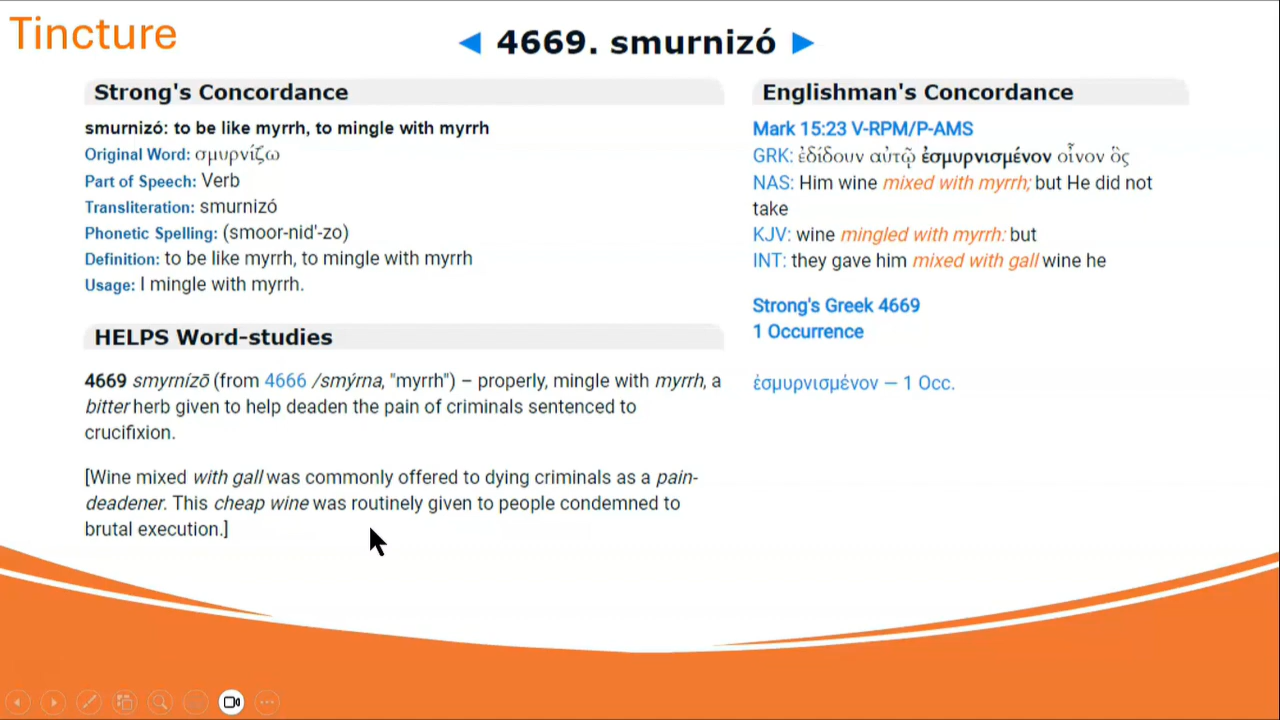 Tincture
◄ 4669. smurnizó ►
Strong's Concordance
smurnizó: to be like myrrh, to mingle with myrrh
Original Word: σμυρνίζω
Part of Speech: Verb
Transliteration: smurnizó
Phonetic Spelling: (smoor-nid'-zo)
Definition: to be like myrrh, to mingle with myrrh
Usage: I mingle with myrrh.
HELPS Word-studies
4669 smyrnízō (from 4666 /smýrna, "myrrh") – properly, mingle with myrrh, a
bitter herb given to help deaden the pain of criminals sentenced to
crucifixion.
[Wine mixed with gall was commonly offered to dying criminals as a pain-
deadener. This cheap wine was routinely given to people condemned to
brutal execution.]
Englishman's Concordance
Mark 15:23 V-RPM/P-AMS
GRK: ἐδίδουν αὐτῷ ἐσμυρνισμένον οἶνον ὃς
NAS: Him wine mixed with myrrh; but He did not
take
KJV: wine mingled with myrrh: but
INT: they gave him mixed with gall wine he
Strong's Greek 4669
1 Occurrence
ἐσμυρνισμένον — 1 Occ.